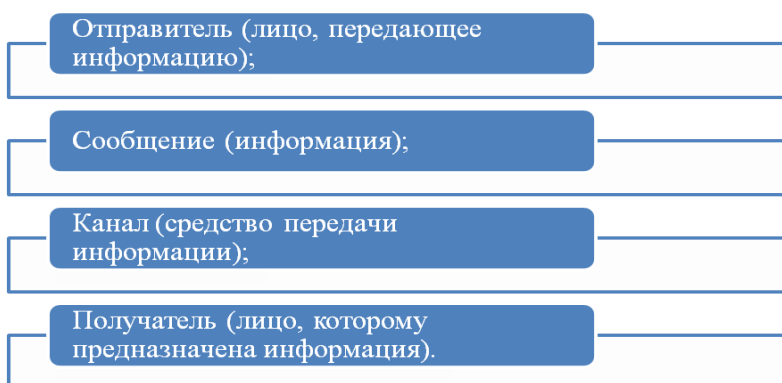 Отправитель (лицо, передающее
информацию);
Сообщение (информация);
Канал (средство передачи
информации);
Получатель (лицо, которому
предназначена информация).